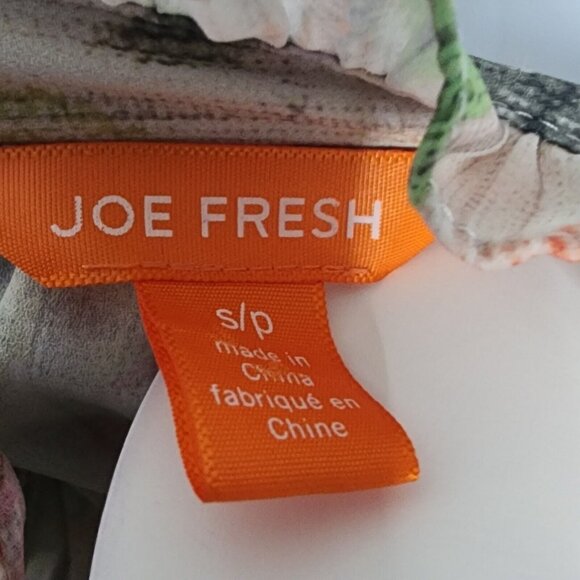 JOE FRESH
s/p
made in
China
fabriqué en
Chine